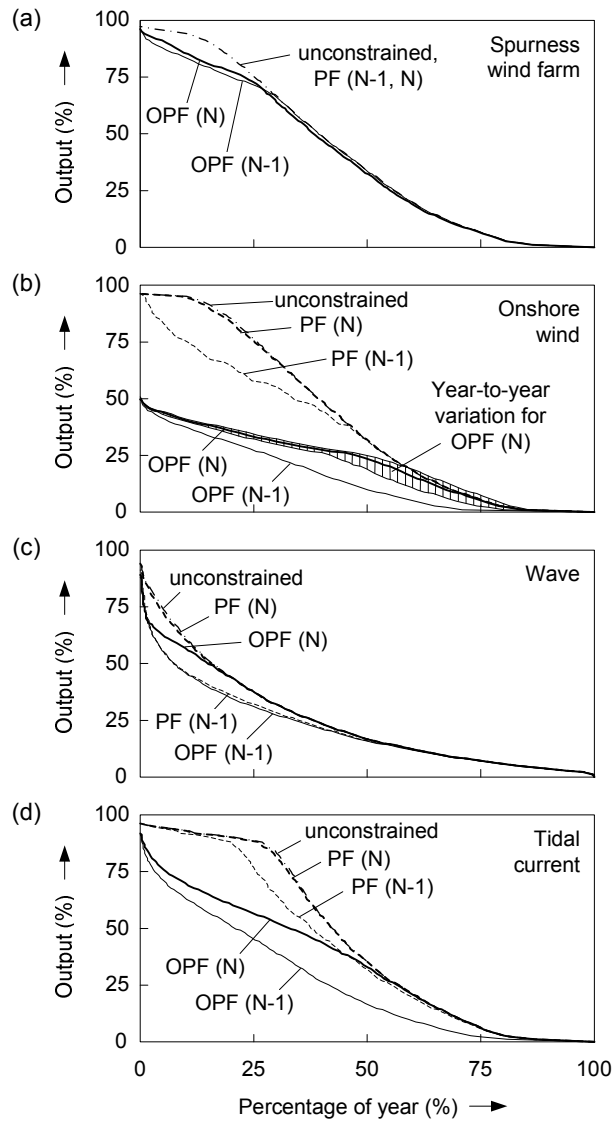 (a)
100
75
50
25
0
Output (%)
unconstrained,
PF (N-1, N)
Spurness
wind farm
OPF (N)
OPF (N-1)
(b)
100
75
50
25
0
Output (%)
unconstrained
PF (N)
PF (N-1)
Onshore
wind
Year-to-year
variation for
OPF (N)
OPF (N)
OPF (N-1)
(c)
100
75
50
25
0
Output (%)
unconstrained
PF (N)
OPF (N)
Wave
PF (N-1)
OPF (N-1)
(d)
100
75
50
25
0
Output (%)
unconstrained
PF (N)
PF (N-1)
Tidal
current
OPF (N)
OPF (N-1)
0
25
50
75
100
Percentage of year (%)